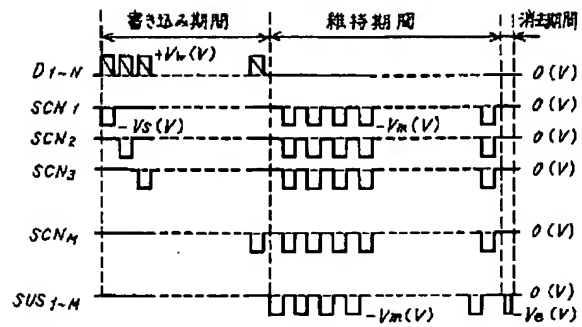 書き込み期間 維持期間 消去期間
D1~N +Vw(V) 0(V)
SCN1 -Vs(V) -Vm(V) 0(V)
SCN2 0(V)
SCN3 0(V)
SCNM 0(V)
SUS1~M 0(V)
-Vm(V) -Ve(V)